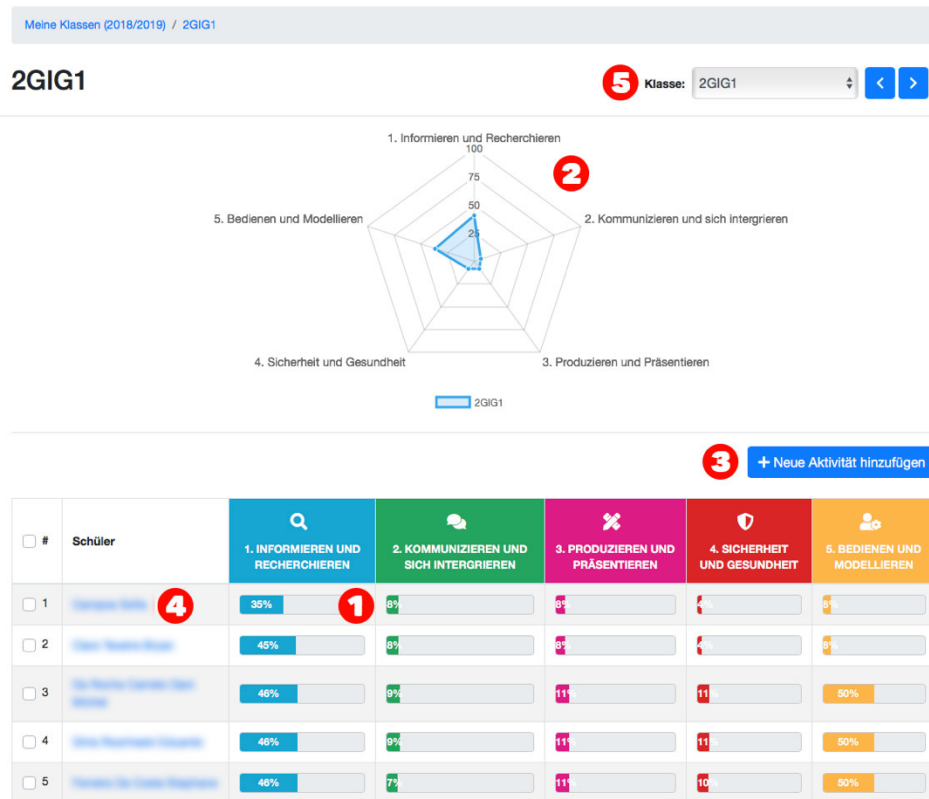 Meine Klassen (2018/2019) / 2GIG1
2GIG1
5 Klasse: 2GIG1
1. Informieren und Recherchieren
100
2
75
50
5. Bedienen und Modellieren
2. Kommunizieren und sich intergrieren
25
4. Sicherheit und Gesundheit
3. Produzieren und Präsentieren
2GIG1
3 + Neue Aktivität hinzufügen
# Schüler
1. INFORMIEREN UND RECHERCHIEREN
2. KOMMUNIZIEREN UND SICH INTERGRIEREN
3. PRODUZIEREN UND PRÄSENTIEREN
4. SICHERHEIT UND GESUNDHEIT
5. BEDIENEN UND MODELLIEREN
1 4 35% 1 8% 8% 4% 8%
2 45% 8% 8% 4% 8%
3 46% 9% 11% 11 50%
4 46% 9% 11% 11 50%
5 46% 7% 11% 10 50%